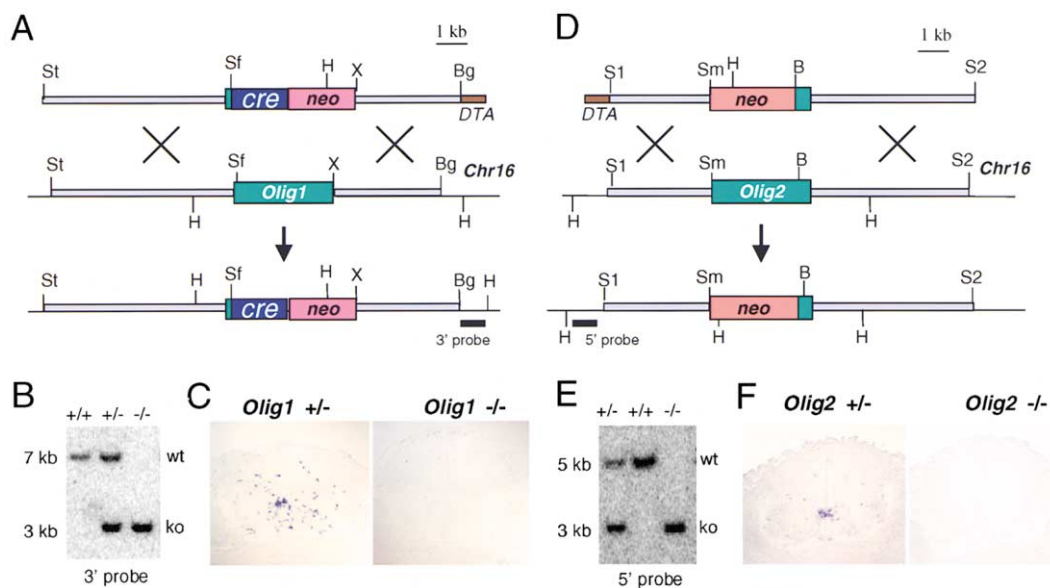 A
1 kb
St
Sf
H
X
Bg
cre
neo
DTA
St
Sf
X
Bg
Chr16
Olig1
H
H
St
H
Sf
H
X
Bg
H
cre
neo
3' probe
D
1 kb
S1
Sm
H
B
S2
neo
DTA
S1
Sm
B
S2
Chr16
Olig2
H
H
S1
Sm
B
S2
neo
H
5' probe
H
H
B
+/+ +/- -/-
7 kb
wt
3 kb
ko
3' probe
C
Olig1 +/-
Olig1 -/-
E
+/- +/+ -/-
5 kb
wt
3 kb
ko
5' probe
F
Olig2 +/-
Olig2 -/-